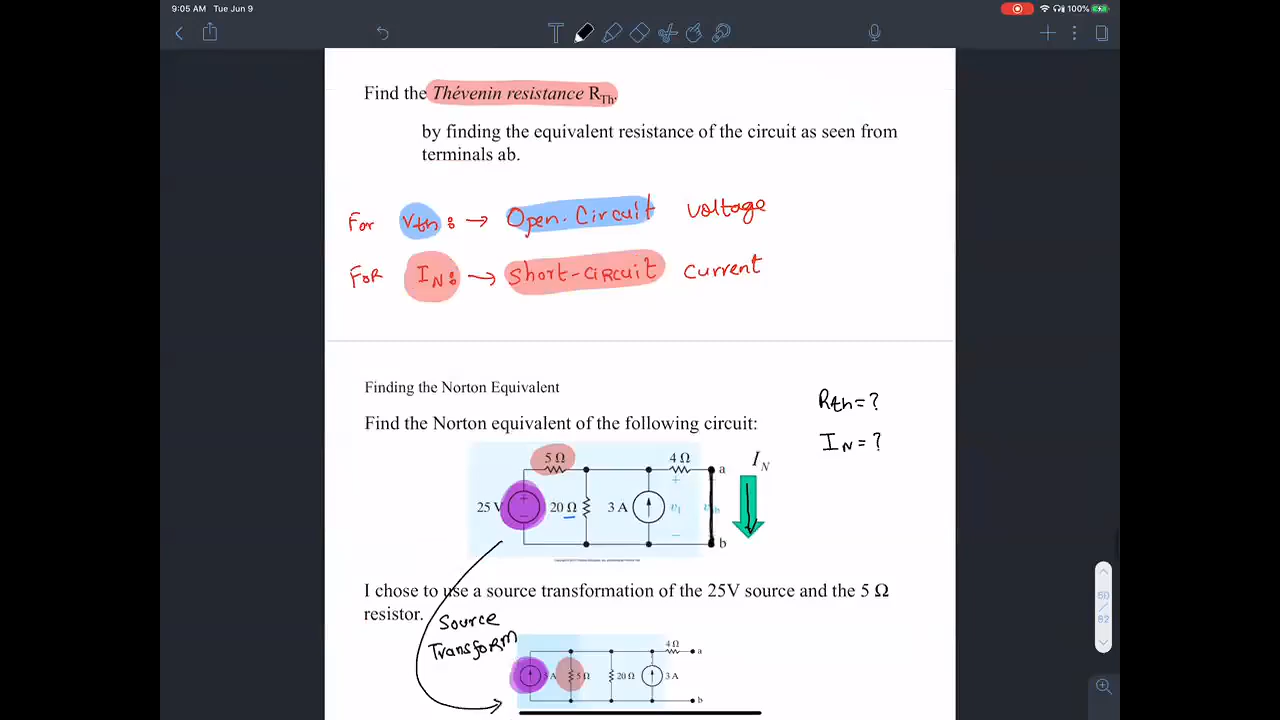 9:05 AM Tue Jun 9
100%
Find the Thévenin resistance RTh,
by finding the equivalent resistance of the circuit as seen from
terminals ab.
For Vth: → Open-Circuit voltage
FoR IN: → Short-CiRCuit Current
Finding the Norton Equivalent
Rth=?
Find the Norton equivalent of the following circuit:
IN=?
5 Ω
4 Ω
a
IN
25 V
+
−
20 Ω
3 A
+
v1
−
b
I chose to use a source transformation of the 25V source and the 5 Ω
resistor.
Source
TransfoRM
4 Ω
a
5 Ω
20 Ω
3 A
b
50
/
82